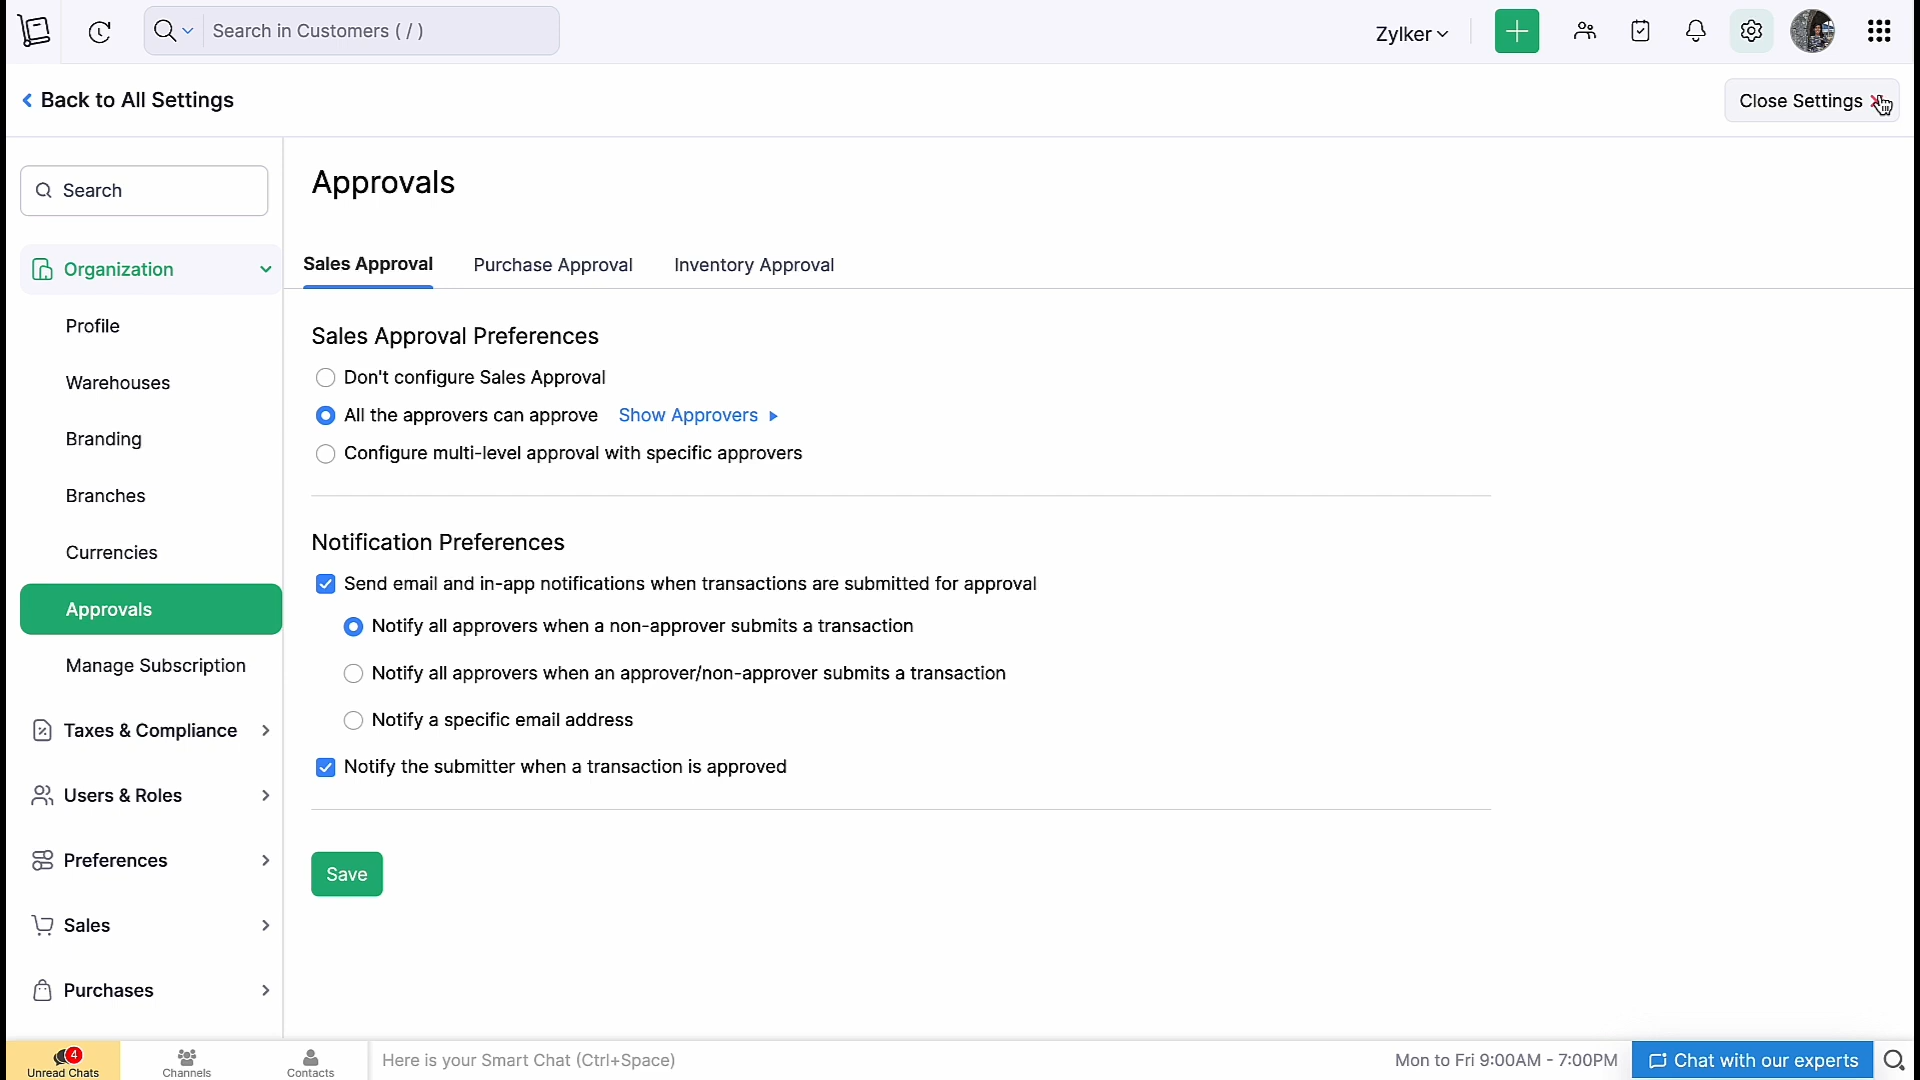 Search in Customers ( / )
Zylker
Back to All Settings
Close Settings
Search
Organization
Profile
Warehouses
Branding
Branches
Currencies
Approvals
Manage Subscription
Taxes & Compliance
Users & Roles
Preferences
Sales
Purchases
Approvals
Sales Approval
Purchase Approval
Inventory Approval
Sales Approval Preferences
Don't configure Sales Approval
All the approvers can approve Show Approvers
Configure multi-level approval with specific approvers
Notification Preferences
Send email and in-app notifications when transactions are submitted for approval
Notify all approvers when a non-approver submits a transaction
Notify all approvers when an approver/non-approver submits a transaction
Notify a specific email address
Notify the submitter when a transaction is approved
Save
4
Unread Chats
Channels
Contacts
Here is your Smart Chat (Ctrl+Space)
Mon to Fri 9:00AM - 7:00PM
Chat with our experts